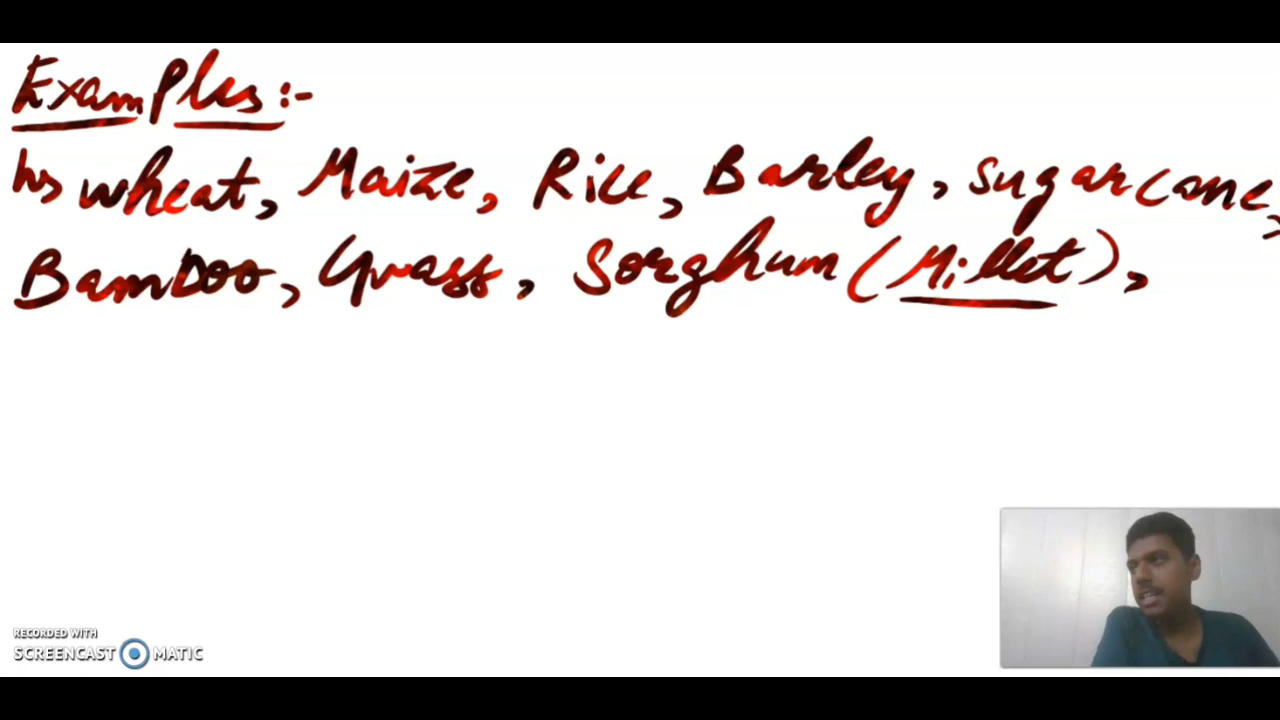 Examples :-
↳ wheat, Maize, Rice, Barley, sugarcane,
Bamboo, Grass, Sorghum (Millet),
RECORDED WITH
SCREENCAST MATIC